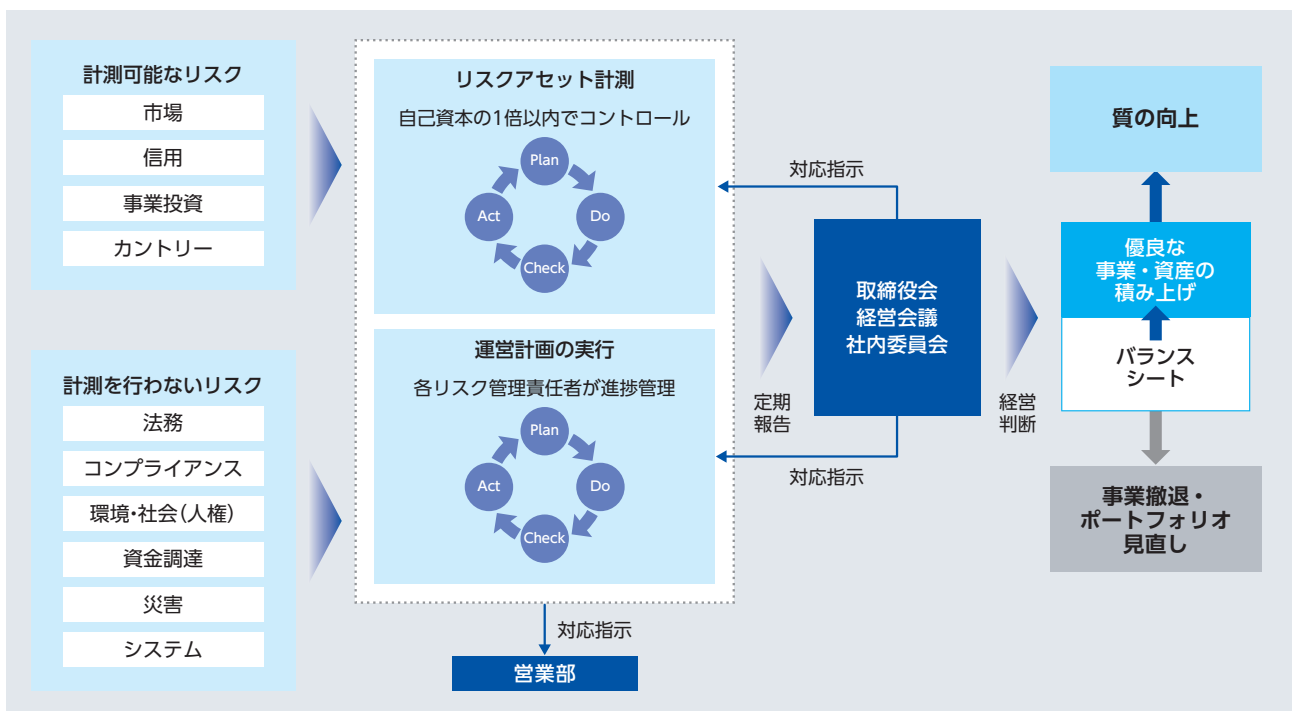 計測可能なリスク
市場
信用
事業投資
カントリー
計測を行わないリスク
法務
コンプライアンス
環境・社会(人権)
資金調達
災害
システム
リスクアセット計測
自己資本の1倍以内でコントロール
Plan
Do
Check
Act
運営計画の実行
各リスク管理責任者が進捗管理
Plan
Do
Check
Act
対応指示
営業部
定期
報告
対応指示
取締役会
経営会議
社内委員会
対応指示
経営
判断
質の向上
優良な
事業・資産の
積み上げ
バランス
シート
事業撤退・
ポートフォリオ
見直し